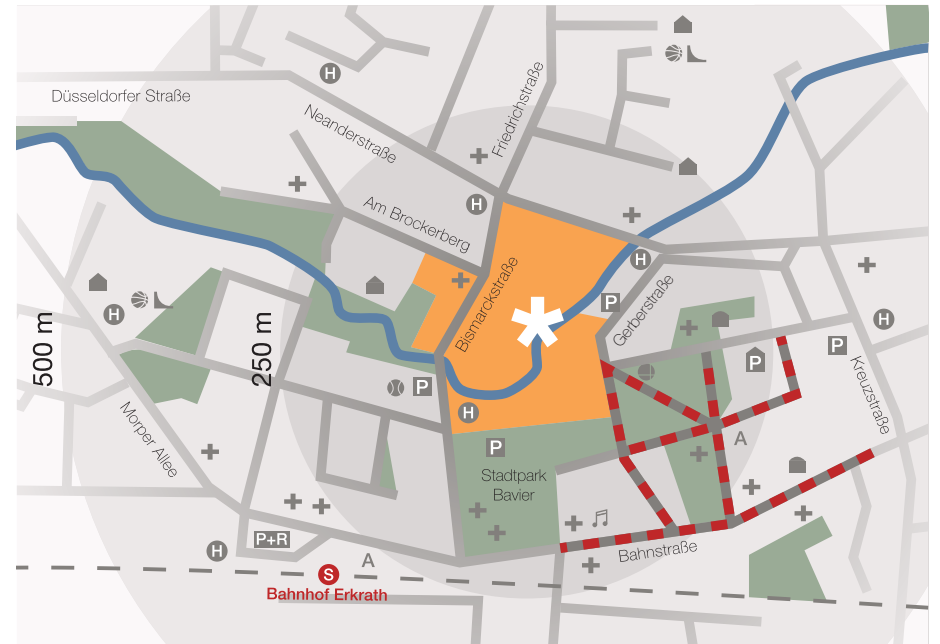 H
Düsseldorfer Straße
Neanderstraße
Friedrichstraße
H
Am Brockerberg
H
P
Bismarckstraße
Gerberstraße
H
500 m
250 m
H
P
P
Kreuzstraße
P
H
Morper Allee
P
A
Stadtpark
Bavier
P+R
H
A
Bahnstraße
S
Bahnhof Erkrath